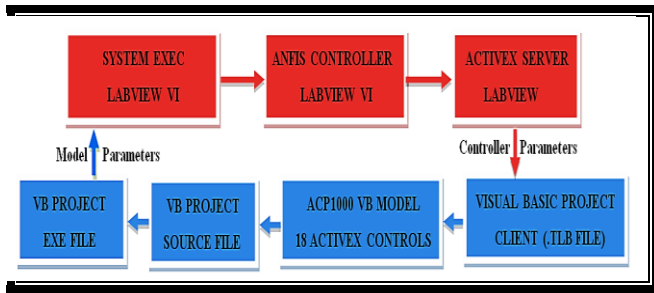 SYSTEM EXEC
LABVIEW VI
ANFIS CONTROLLER
LABVIEW VI
ACTIVEX SERVER
LABVIEW
Model Parameters
Controller Parameters
VB PROJECT
EXE FILE
VB PROJECT
SOURCE FILE
ACP1000 VB MODEL
18 ACTIVEX CONTROLS
VISUAL BASIC PROJECT
CLIENT (.TLB FILE)